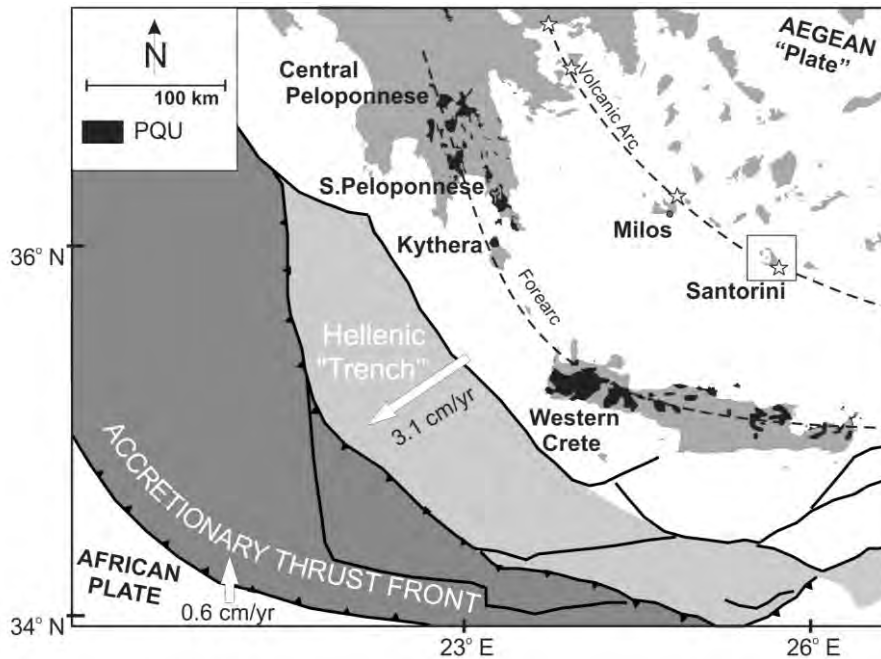 N
100 km
PQU
Central
Peloponnese
S.Peloponnese
Kythera
Forearc
Volcanic Arc
AEGEAN
“Plate”
Milos
Santorini
Western
Crete
Hellenic
"Trench"
3.1 cm/yr
ACCRETIONARY THRUST FRONT
AFRICAN
PLATE
0.6 cm/yr
36° N
34° N
23° E
26° E